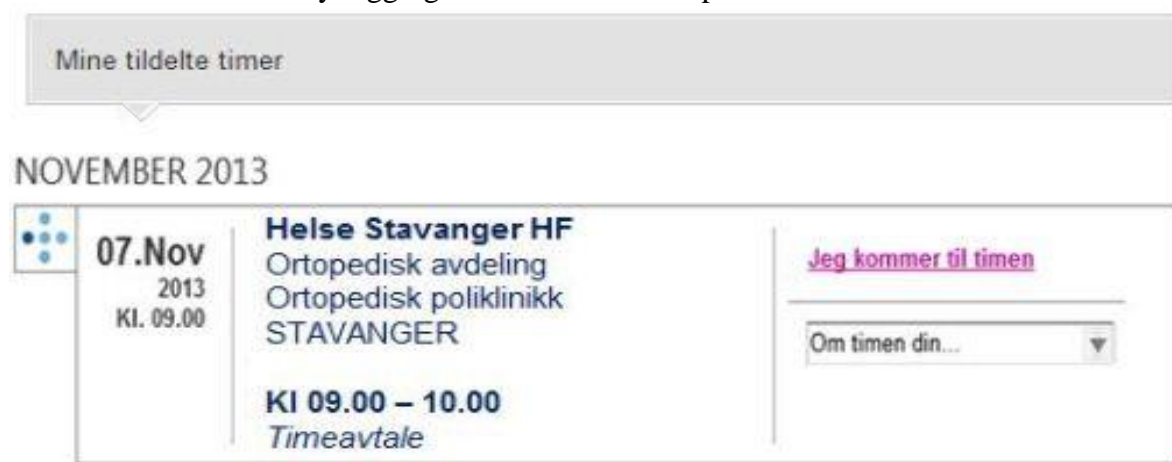 Mine tildelte timer
NOVEMBER 2013
07.Nov
2013
Kl. 09.00
Helse Stavanger HF
Ortopedisk avdeling
Ortopedisk poliklinikk
STAVANGER
Kl 09.00 – 10.00
Timeavtale
Jeg kommer til timen
Om timen din...